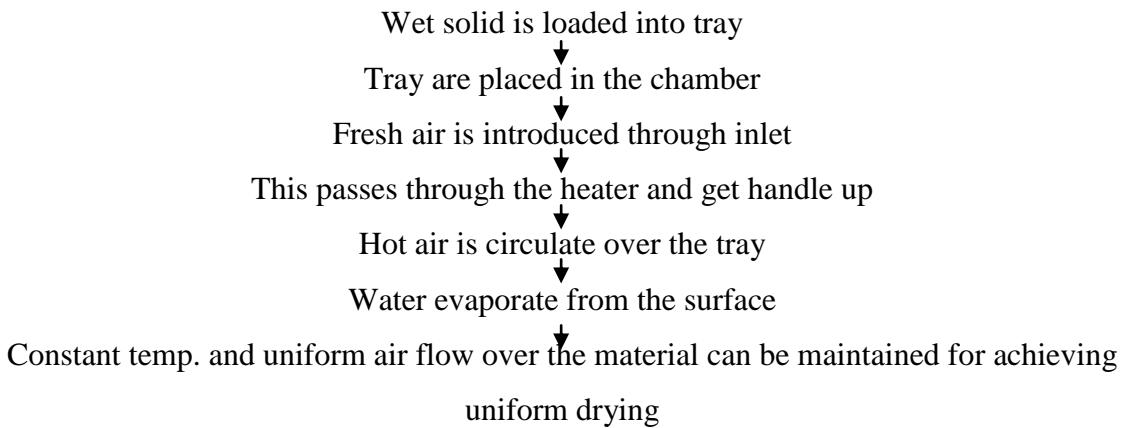 Wet solid is loaded into tray
Tray are placed in the chamber
Fresh air is introduced through inlet
This passes through the heater and get handle up
Hot air is circulate over the tray
Water evaporate from the surface
Constant temp. and uniform air flow over the material can be maintained for achieving
uniform drying